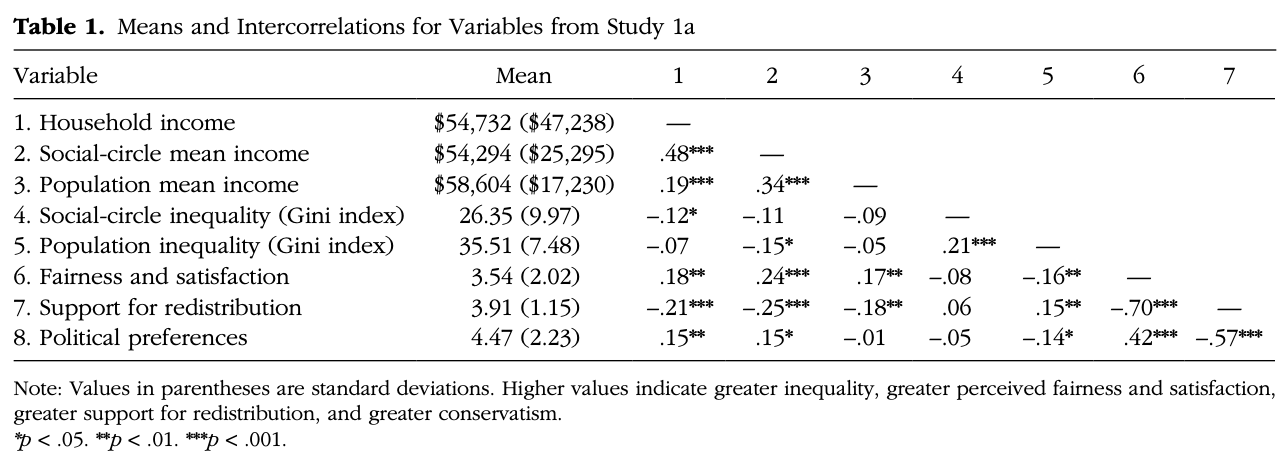 Table 1. Means and Intercorrelations for Variables from Study 1a
Variable Mean 1 2 3 4 5 6 7
1. Household income $54,732 ($47,238) —
2. Social-circle mean income $54,294 ($25,295) .48*** —
3. Population mean income $58,604 ($17,230) .19*** .34*** —
4. Social-circle inequality (Gini index) 26.35 (9.97) –.12* –.11 –.09 —
5. Population inequality (Gini index) 35.51 (7.48) –.07 –.15* –.05 .21*** —
6. Fairness and satisfaction 3.54 (2.02) .18** .24*** .17** –.08 –.16** —
7. Support for redistribution 3.91 (1.15) –.21*** –.25*** –.18** .06 .15** –.70*** —
8. Political preferences 4.47 (2.23) .15** .15* –.01 –.05 –.14* .42*** –.57***
Note: Values in parentheses are standard deviations. Higher values indicate greater inequality, greater perceived fairness and satisfaction,
greater support for redistribution, and greater conservatism.
*p < .05. **p < .01. ***p < .001.